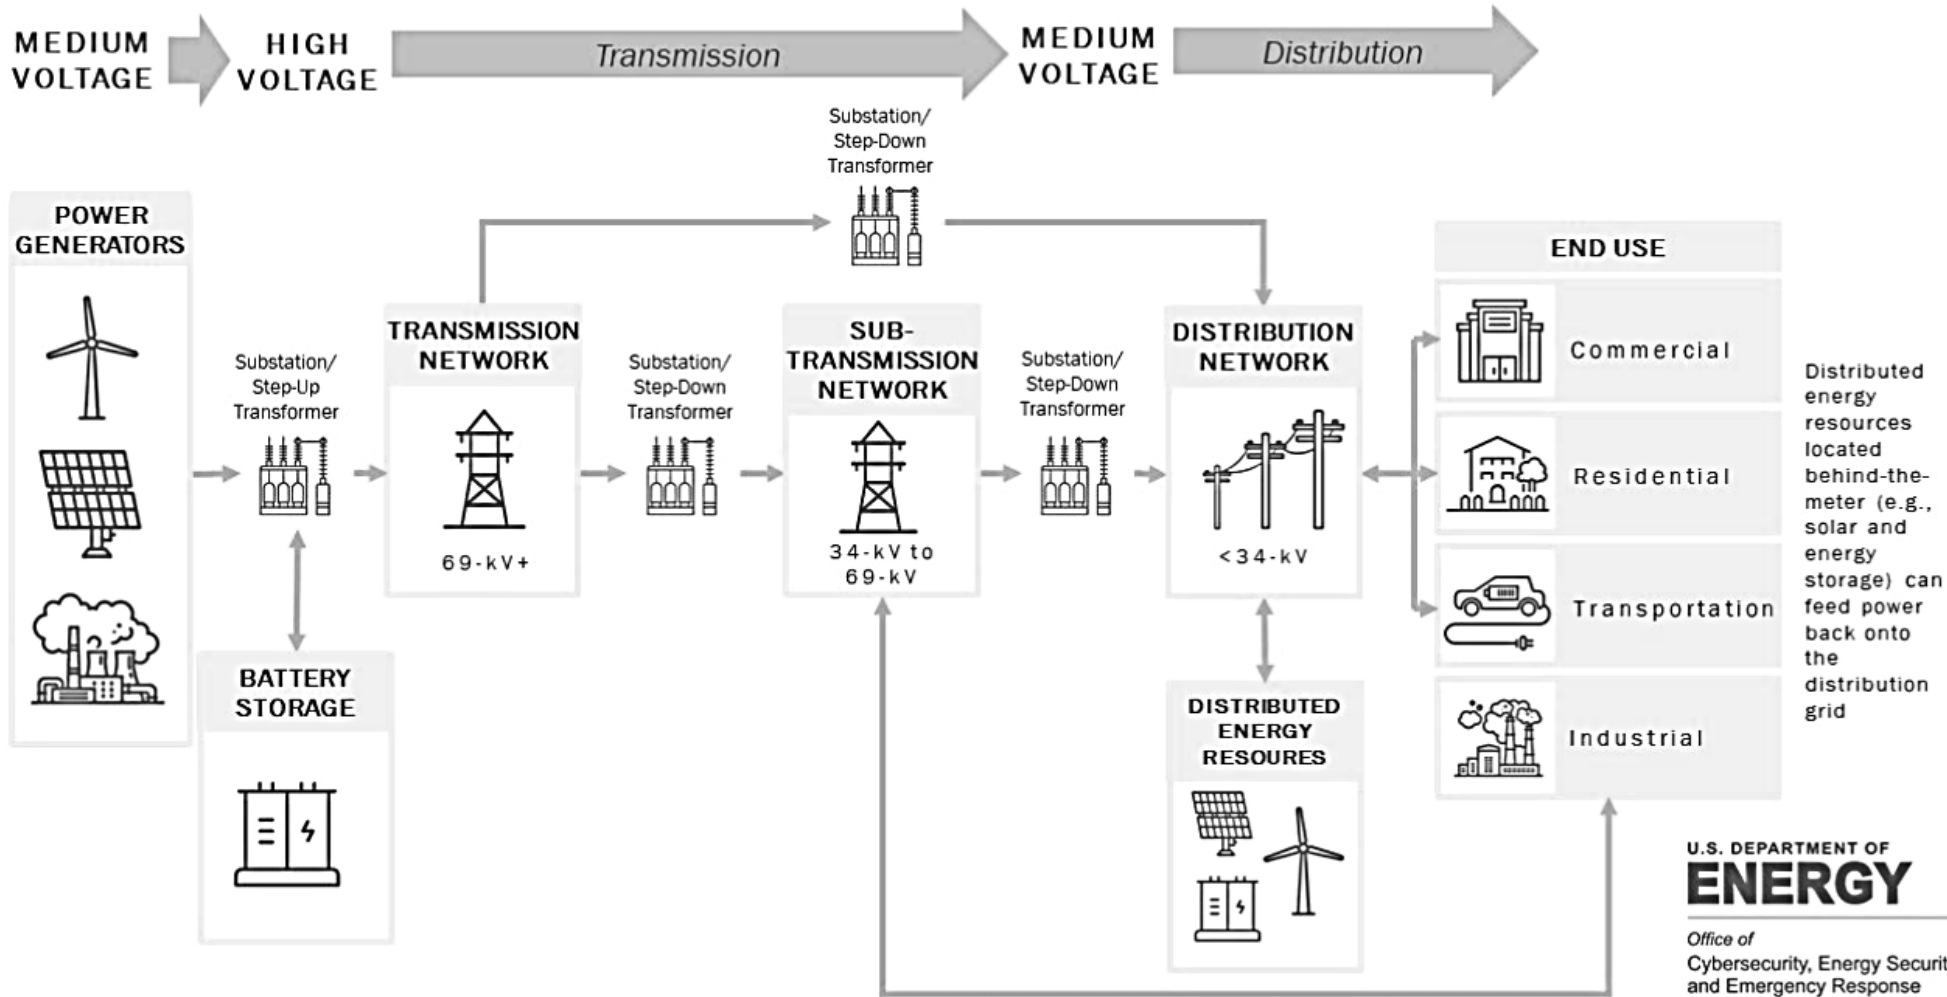 MEDIUM
VOLTAGE
HIGH
VOLTAGE
Transmission
MEDIUM
VOLTAGE
Distribution
Substation/
Step-Down
Transformer
POWER
GENERATORS
Substation/
Step-Up
Transformer
TRANSMISSION
NETWORK
69-kV+
Substation/
Step-Down
Transformer
SUB-
TRANSMISSION
NETWORK
34-kV to
69-kV
Substation/
Step-Down
Transformer
DISTRIBUTION
NETWORK
<34-kV
END USE
Commercial
Residential
Transportation
Industrial
Distributed
energy
resources
located
behind-the-
meter (e.g.,
solar and
energy
storage) can
feed power
back onto
the
distribution
grid
BATTERY
STORAGE
DISTRIBUTED
ENERGY
RESOURES
U.S. DEPARTMENT OF
ENERGY
Office of
Cybersecurity, Energy Securit
and Emergency Response